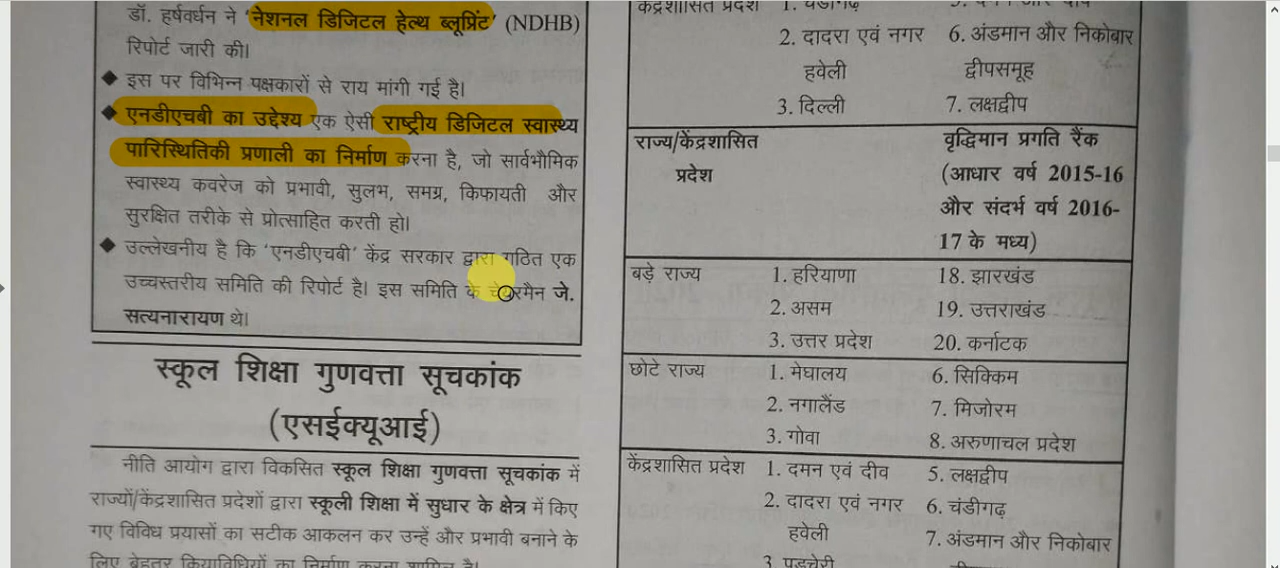 डॉ. हर्षवर्धन ने 'नेशनल डिजिटल हेल्थ ब्लूप्रिंट' (NDHB)
रिपोर्ट जारी की।
◆ इस पर विभिन्न पक्षकारों से राय मांगी गई है।
◆ एनडीएचबी का उद्देश्य एक ऐसी राष्ट्रीय डिजिटल स्वास्थ्य
पारिस्थितिकी प्रणाली का निर्माण करना है, जो सार्वभौमिक
स्वास्थ्य कवरेज को प्रभावी, सुलभ, समग्र, किफायती और
सुरक्षित तरीके से प्रोत्साहित करती हो।
◆ उल्लेखनीय है कि 'एनडीएचबी' केंद्र सरकार द्वारा गठित एक
उच्चस्तरीय समिति की रिपोर्ट है। इस समिति के चेयरमैन जे.
सत्यनारायण थे।
स्कूल शिक्षा गुणवत्ता सूचकांक
(एसईक्यूआई)
नीति आयोग द्वारा विकसित स्कूल शिक्षा गुणवत्ता सूचकांक में
राज्यों/केंद्रशासित प्रदेशों द्वारा स्कूली शिक्षा में सुधार के क्षेत्र में किए
गए विविध प्रयासों का सटीक आकलन कर उन्हें और प्रभावी बनाने के
लिए बेहतर क्रियाविधियों का निर्माण करना शामिल है।
केंद्रशासित प्रदेश 1. चंडीगढ़
2. दादरा एवं नगर 6. अंडमान और निकोबार
हवेली द्वीपसमूह
3. दिल्ली 7. लक्षद्वीप
राज्य/केंद्रशासित वृद्धिमान प्रगति रैंक
प्रदेश (आधार वर्ष 2015-16
और संदर्भ वर्ष 2016-
17 के मध्य)
बड़े राज्य 1. हरियाणा 18. झारखंड
2. असम 19. उत्तराखंड
3. उत्तर प्रदेश 20. कर्नाटक
छोटे राज्य 1. मेघालय 6. सिक्किम
2. नगालैंड 7. मिजोरम
3. गोवा 8. अरुणाचल प्रदेश
केंद्रशासित प्रदेश 1. दमन एवं दीव 5. लक्षद्वीप
2. दादरा एवं नगर 6. चंडीगढ़
हवेली 7. अंडमान और निकोबार
3. पुडुचेरी